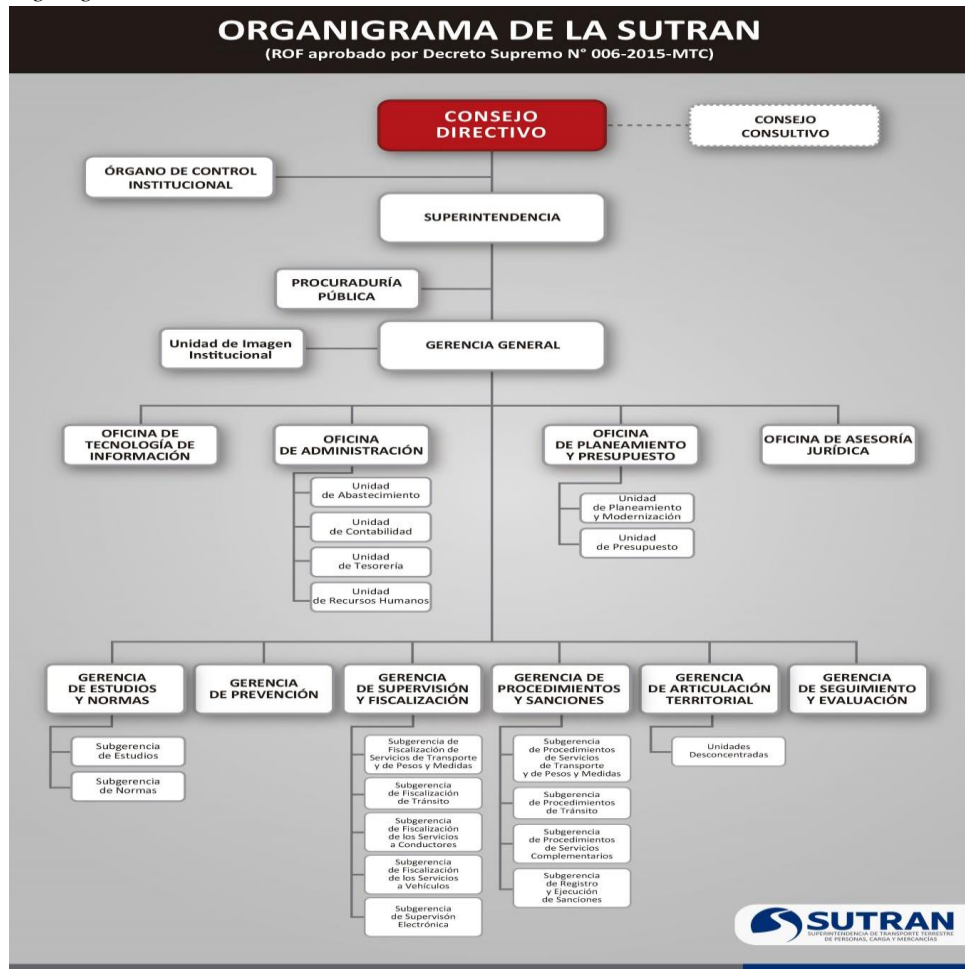 ORGANIGRAMA DE LA SUTRAN
(ROF aprobado por Decreto Supremo N° 006-2015-MTC)
CONSEJO
DIRECTIVO
CONSEJO
CONSULTIVO
ÓRGANO DE CONTROL
INSTITUCIONAL
SUPERINTENDENCIA
PROCURADURÍA
PÚBLICA
Unidad de Imagen
Institucional
GERENCIA GENERAL
OFICINA DE
TECNOLOGÍA DE
INFORMACIÓN
OFICINA
DE ADMINISTRACIÓN
Unidad
de Abastecimiento
Unidad
de Contabilidad
Unidad
de Tesorería
Unidad
de Recursos Humanos
OFICINA
DE PLANEAMIENTO
Y PRESUPUESTO
Unidad
de Planeamiento
y Modernización
Unidad
de Presupuesto
OFICINA DE ASESORÍA
JURÍDICA
GERENCIA
DE ESTUDIOS
Y NORMAS
Subgerencia
de Estudios
Subgerencia
de Normas
GERENCIA
DE PREVENCIÓN
GERENCIA
DE SUPERVISIÓN
Y FISCALIZACIÓN
Subgerencia de
Fiscalización de
Servicios de Transporte
y de Pesos y Medidas
Subgerencia
de Fiscalización
de Tránsito
Subgerencia
de Fiscalización
de los Servicios
a Conductores
Subgerencia
de Fiscalización
de los Servicios
a Vehículos
Subgerencia
de Supervisión
Electrónica
GERENCIA DE
PROCEDIMIENTOS
Y SANCIONES
Subgerencia
de Procedimientos
de Servicios
de Transporte
y de Pesos y Medidas
Subgerencia
de Procedimientos
de Tránsito
Subgerencia
de Procedimientos
de Servicios
Complementarios
Subgerencia
de Registro
y Ejecución
de Sanciones
GERENCIA
DE ARTICULACIÓN
TERRITORIAL
Unidades
Desconcentradas
GERENCIA
DE SEGUIMIENTO
Y EVALUACIÓN
SUTRAN
SUPERINTENDENCIA DE TRANSPORTE TERRESTRE
DE PERSONAS, CARGA Y MERCANCÍAS